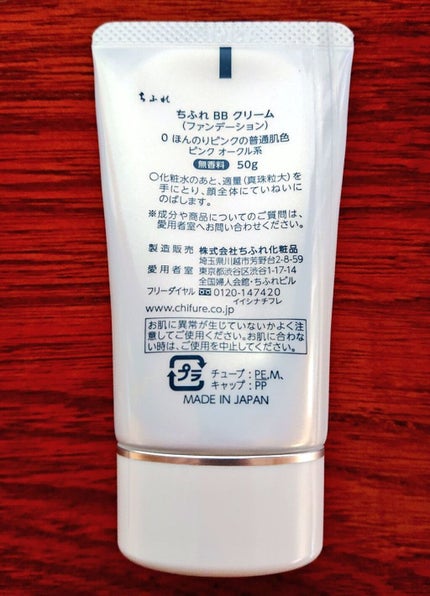 ちふれ
ちふれ BB クリーム
(ファンデーション)
0 ほんのりピンクの普通肌色
ピンク オークル系
無香料 50g
○化粧水のあと、適量(真珠粒大)を
手にとり、顔全体にていねいに
のばします。
※成分や商品についてのご質問は、
愛用者室へお問い合わせください。
製造販売 株式会社ちふれ化粧品
埼玉県川越市芳野台2-8-59
愛用者室 東京都渋谷区渋谷1-17-14
全国婦人会館・ちふれビル
フリーダイヤル 0120-147420
イイシナチフレ
www.chifure.co.jp
お肌に異常が生じていないかよく注
意してご使用ください。お肌に合わな
い時は、ご使用を中止してください。
プラ チューブ:PE,M、
キャップ:PP
MADE IN JAPAN